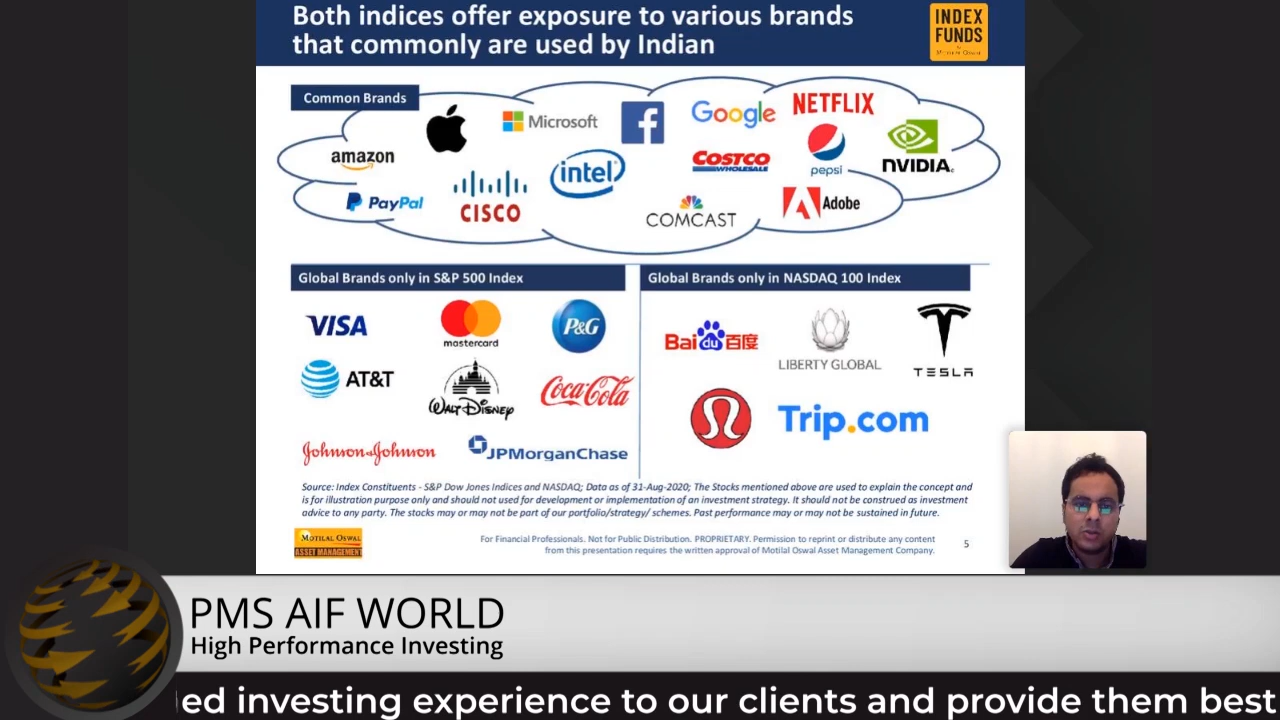 Both indices offer exposure to various brands
that commonly are used by Indian
INDEX
FUNDS
Common Brands
Microsoft
Google
NETFLIX
amazon
intel
COSTCO
WHOLESALE
pepsi
NVIDIA
PayPal
CISCO
COMCAST
Adobe
Global Brands only in S&P 500 Index
VISA
mastercard
P&G
AT&T
WALT DISNEY
Coca-Cola
Johnson & Johnson
JPMorganChase
Global Brands only in NASDAQ 100 Index
Bai du 百度
LIBERTY GLOBAL
TESLA
Trip.com
Source: Index Constituents - S&P Dow Jones Indices and NASDAQ; Data as of 31-Aug-2020; The Stocks mentioned above are used to explain the concept and
is for illustration purpose only and should not used for development or implementation of an investment strategy. It should not be construed as investment
advice to any party. The stocks may or may not be part of our portfolio/strategy/ schemes. Past performance may or may not be sustained in future.
MOTILAL OSWAL
ASSET MANAGEMENT
For Financial Professionals. Not for Public Distribution. PROPRIETARY. Permission to reprint or distribute any content
from this presentation requires the written approval of Motilal Oswal Asset Management Company.
5
PMS AIF WORLD
High Performance Investing
ed investing experience to our clients and provide them best